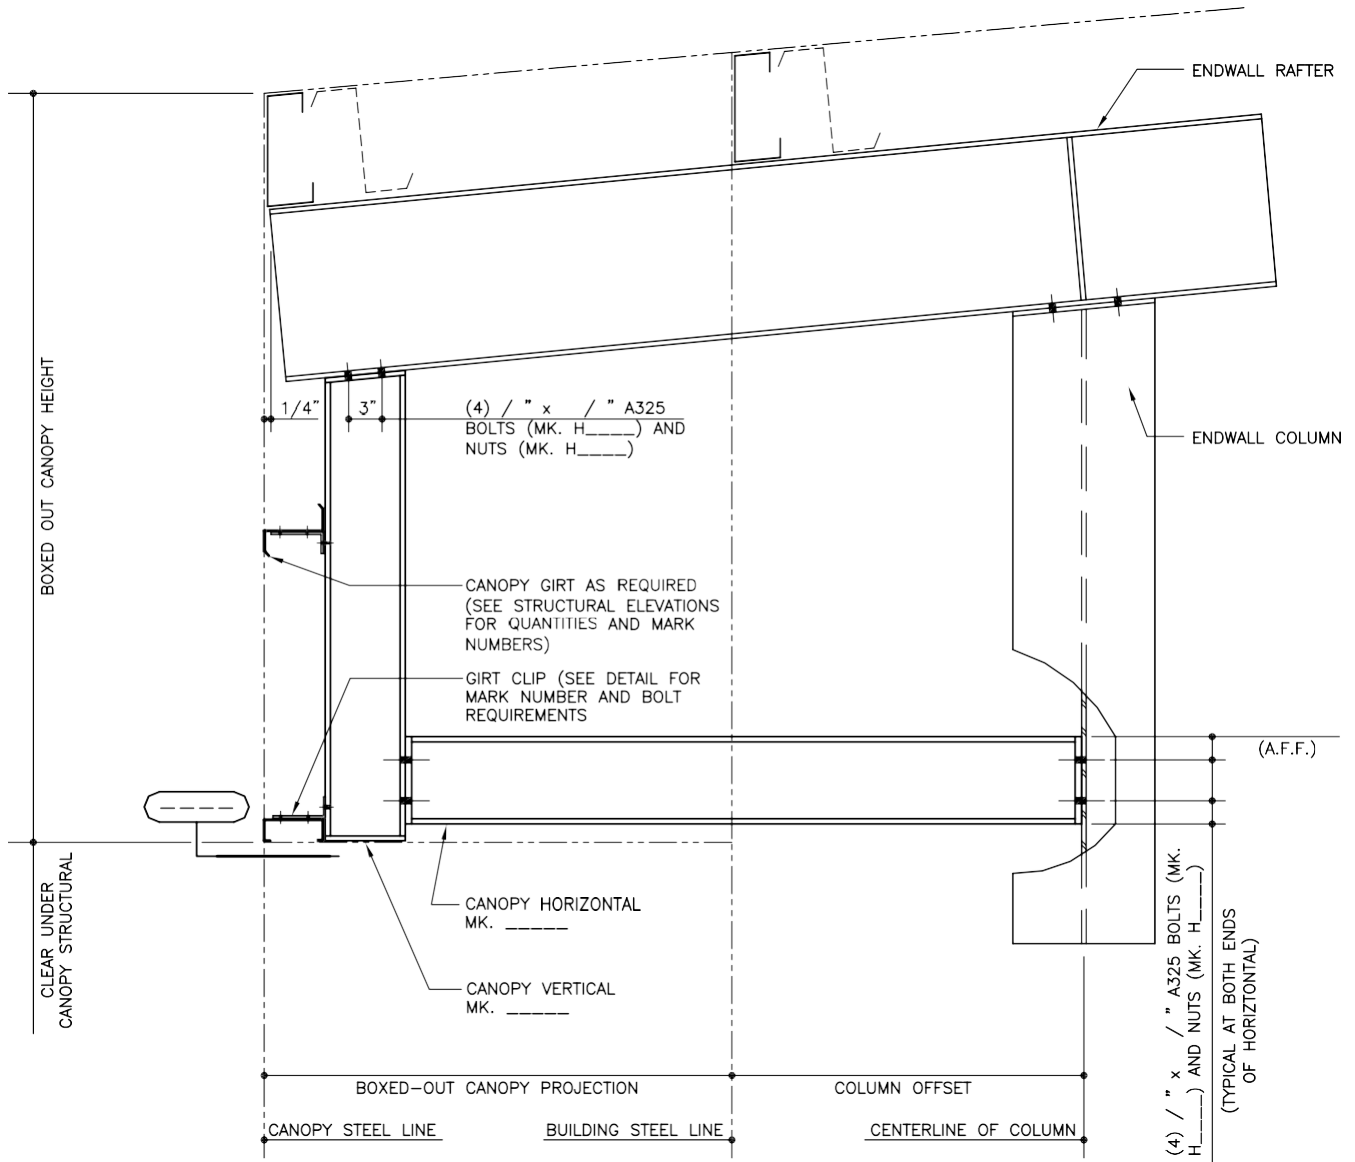 ENDWALL RAFTER
BOXED OUT CANOPY HEIGHT
1/4"
3"
(4) / " x / " A325
BOLTS (MK. H____) AND
NUTS (MK. H____)
ENDWALL COLUMN
CANOPY GIRT AS REQUIRED
(SEE STRUCTURAL ELEVATIONS
FOR QUANTITIES AND MARK
NUMBERS)
GIRT CLIP (SEE DETAIL FOR
MARK NUMBER AND BOLT
REQUIREMENTS
(A.F.F.)
CLEAR UNDER
CANOPY STRUCTURAL
CANOPY HORIZONTAL
MK. _____
CANOPY VERTICAL
MK. _____
(4) / " x / " A325 BOLTS (MK.
H____) AND NUTS (MK. H____)
(TYPICAL AT BOTH ENDS
OF HORIZTONTAL)
BOXED-OUT CANOPY PROJECTION
COLUMN OFFSET
CANOPY STEEL LINE
BUILDING STEEL LINE
CENTERLINE OF COLUMN